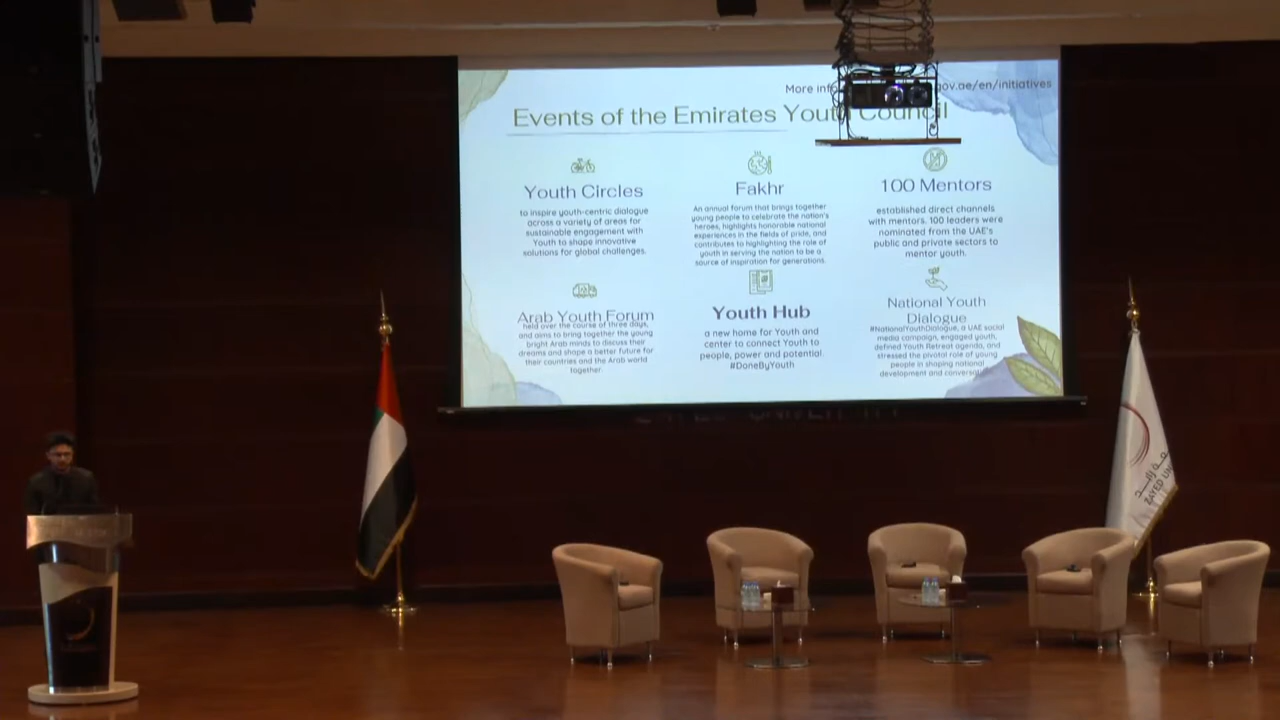 More info
gov.ae/en/initiatives
Events of the Emirates Youth Council
Youth Circles
to inspire youth-centric dialogue
across a variety of areas for
sustainable engagement with
Youth to shape innovative
solutions for global challenges.
Fakhr
An annual forum that brings together
young people to celebrate the nation's
heroes, highlights honorable national
experiences in the fields of pride, and
contributes to highlighting the role of
youth in serving the nation to be a
source of inspiration for generations.
100 Mentors
established direct channels
with mentors. 100 leaders were
nominated from the UAE's
public and private sectors to
mentor youth.
Arab Youth Forum
held over the course of three days,
and aims to bring together the young
bright Arab minds to discuss their
dreams and shape a better future for
their countries and the Arab world
together.
Youth Hub
a new home for Youth and
center to connect Youth to
people, power and potential.
#DoneByYouth
National Youth
Dialogue
#NationalYouthDialogue, a UAE social
media campaign, engaged youth,
defined Youth Retreat agenda, and
stressed the pivotal role of young
people in shaping national
development and conversati
UNIVERSITY
ZAYED UN